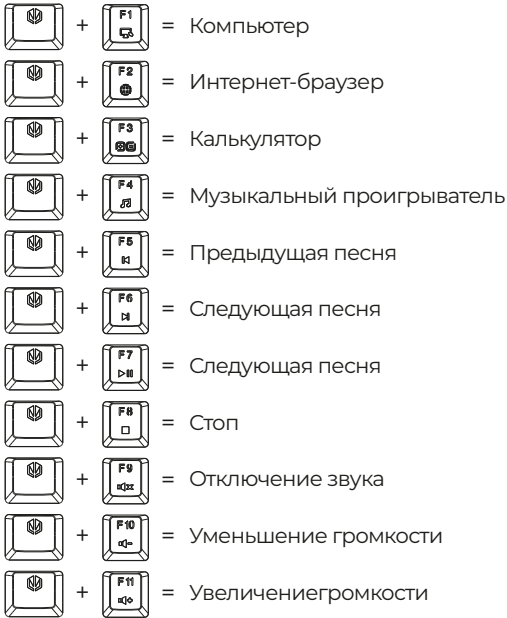 + F1 = Компьютер
+ F2 = Интернет-браузер
+ F3 = Калькулятор
+ F4 = Музыкальный проигрыватель
+ F5 = Предыдущая песня
+ F6 = Следующая песня
+ F7 = Следующая песня
+ F8 = Стоп
+ F9 = Отключение звука
+ F10 = Уменьшение громкости
+ F11 = Увеличениегромкости